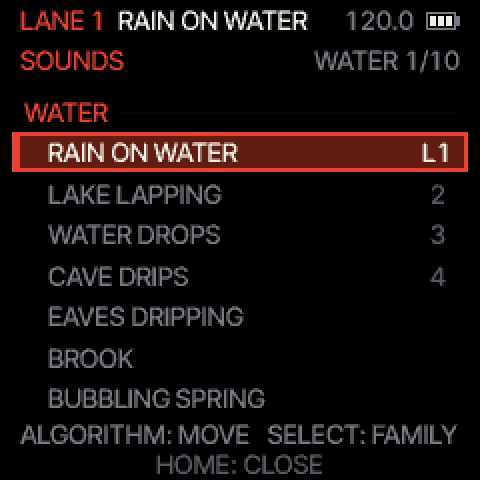 LANE 1 RAIN ON WATER 120.0
SOUNDS WATER 1/10
WATER
RAIN ON WATER L1
LAKE LAPPING 2
WATER DROPS 3
CAVE DRIPS 4
EAVES DRIPPING
BROOK
BUBBLING SPRING
ALGORITHM: MOVE SELECT: FAMILY
HOME: CLOSE